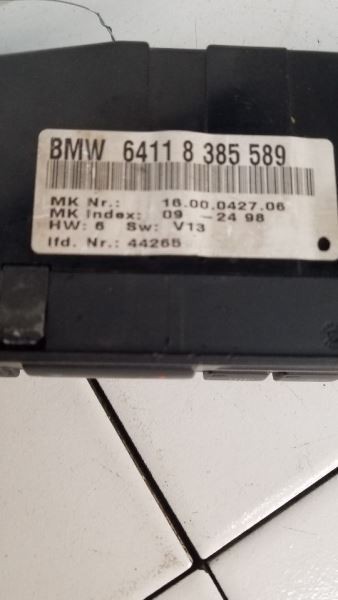 BMW 6411 8 385 589
MK Nr.: 16.00.0427.06
MK Index: 09 -24 98
HW: 6 Sw: V13
lfd. Nr.: 44265